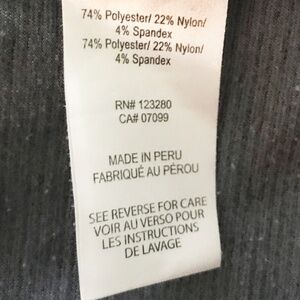 74% Polyester/ 22% Nylon/
4% Spandex
74% Polyester/ 22% Nylon/
4% Spandex
RN# 123280
CA# 07099
MADE IN PERU
FABRIQUÉ AU PÉROU
SEE REVERSE FOR CARE
VOIR AU VERSO POUR
LES INSTRUCTIONS
DE LAVAGE